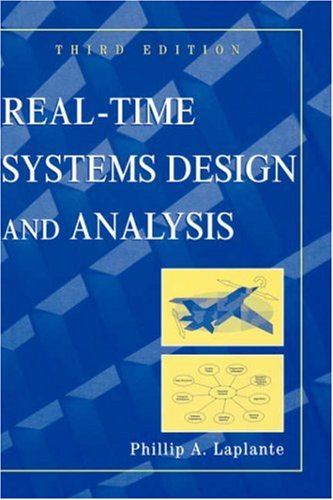 THIRD EDITION
REAL-TIME
SYSTEMS DESIGN
AND ANALYSIS
Phillip A. Laplante